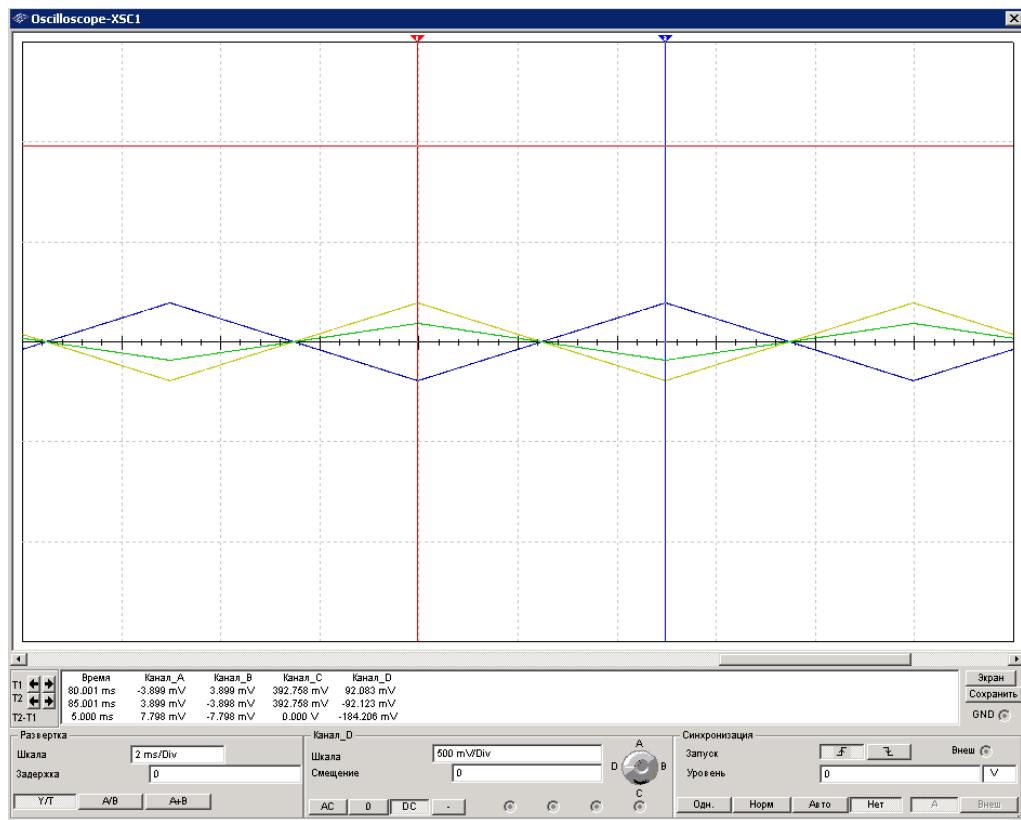 Oscilloscope-XSC1
1 2
Время Канал_A Канал_B Канал_C Канал_D
T1 80.001 ms -3.899 mV 3.899 mV 392.758 mV 92.083 mV
T2 85.001 ms 3.899 mV -3.898 mV 392.758 mV -92.123 mV
T2-T1 5.000 ms 7.798 mV -7.798 mV 0.000 V -184.206 mV
Экран
Сохранить
GND
Развертка
Шкала 2 ms/Div
Задержка 0
Y/T A/B A+B
Канал_D
Шкала 500 mV/Div
Смещение 0
AC 0 DC -
A
D B
C
Синхронизация
Запуск Внеш
Уровень 0 V
Одн. Норм Авто Нет A Внеш